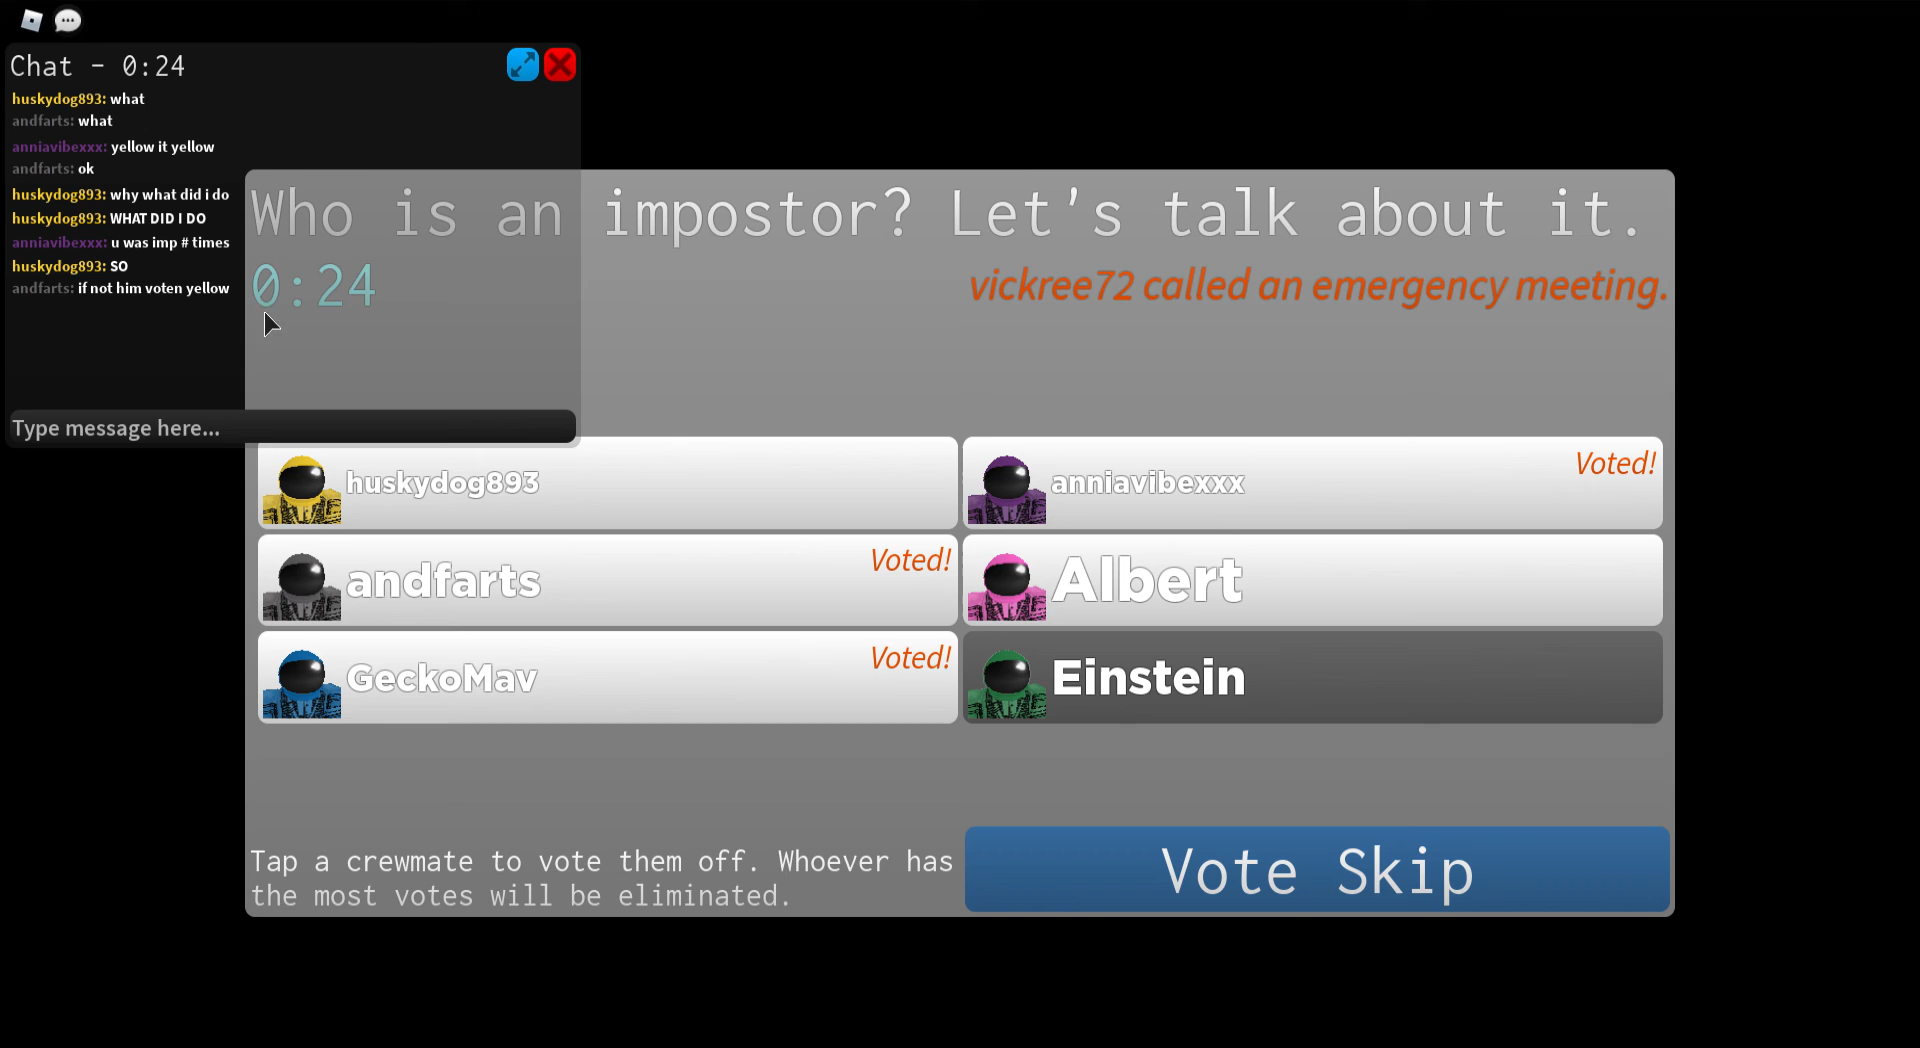 Chat - 0:24
huskydog893: what
andfarts: what
anniavibexxx: yellow it yellow
andfarts: ok
huskydog893: why what did i do
huskydog893: WHAT DID I DO
anniavibexxx: u was imp # times
huskydog893: SO
andfarts: if not him voten yellow
Type message here...
Who is an impostor? Let's talk about it.
0:24
vickree72 called an emergency meeting.
huskydog893
anniavibexxx
Voted!
andfarts
Voted!
Albert
GeckoMav
Voted!
Einstein
Tap a crewmate to vote them off. Whoever has
the most votes will be eliminated.
Vote Skip